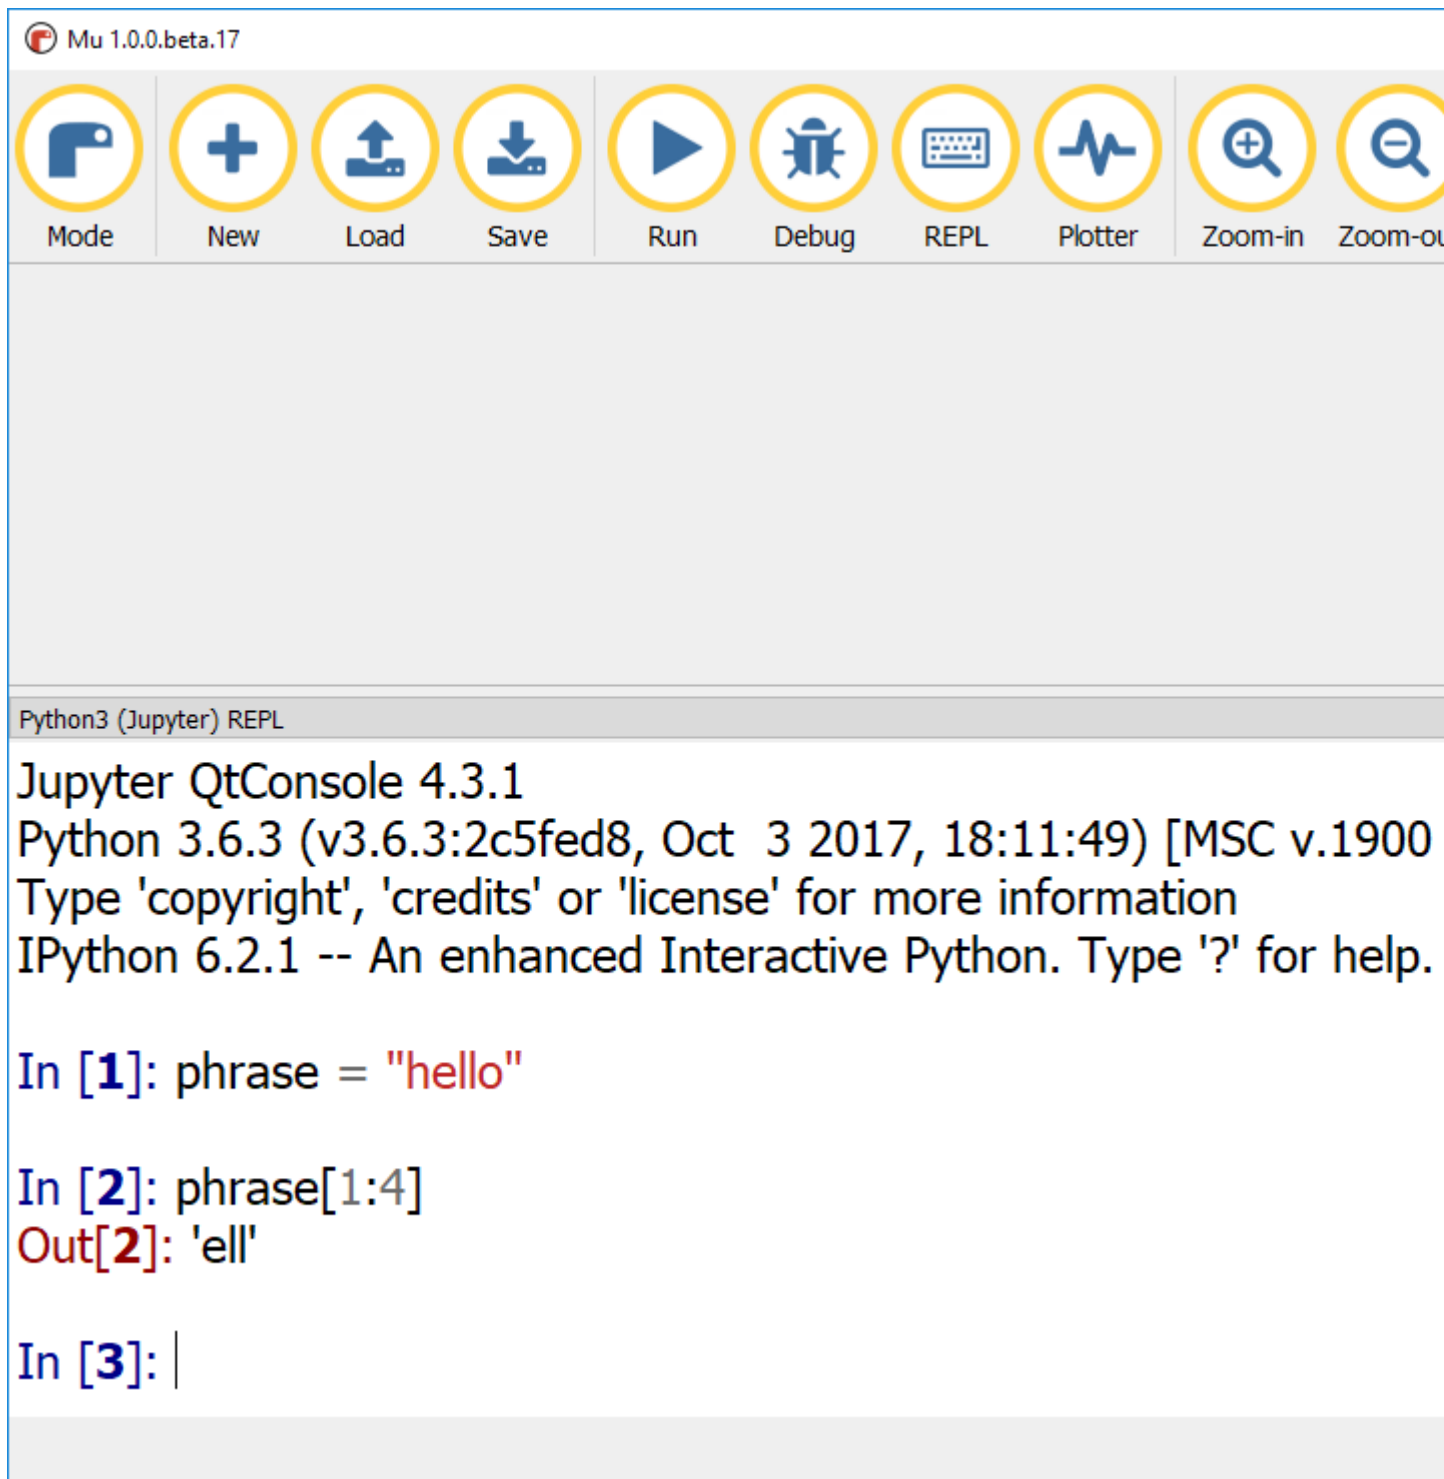 Mu 1.0.0.beta.17
Mode New Load Save Run Debug REPL Plotter Zoom-in Zoom-ou
Python3 (Jupyter) REPL
Jupyter QtConsole 4.3.1
Python 3.6.3 (v3.6.3:2c5fed8, Oct  3 2017, 18:11:49) [MSC v.1900
Type 'copyright', 'credits' or 'license' for more information
IPython 6.2.1 -- An enhanced Interactive Python. Type '?' for help.
In [1]: phrase = "hello"
In [2]: phrase[1:4]
Out[2]: 'ell'
In [3]: